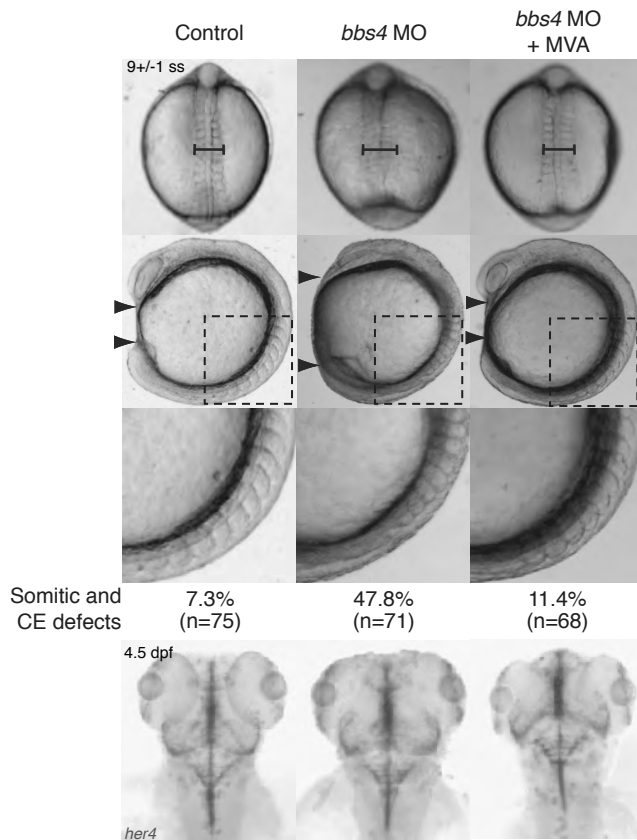 Control
bbs4 MO
bbs4 MO
+ MVA
9+/-1 ss
Somitic and
CE defects
7.3%
(n=75)
47.8%
(n=71)
11.4%
(n=68)
4.5 dpf
her4